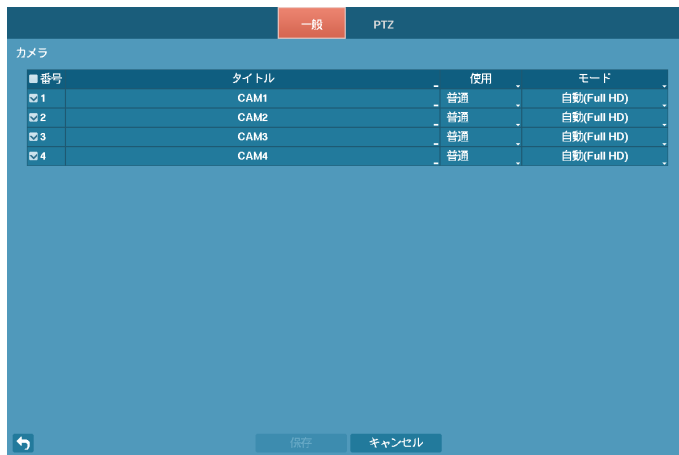 一般 PTZ
カメラ
番号 タイトル 使用 モード
1 CAM1 普通 自動(Full HD)
2 CAM2 普通 自動(Full HD)
3 CAM3 普通 自動(Full HD)
4 CAM4 普通 自動(Full HD)
保存 キャンセル